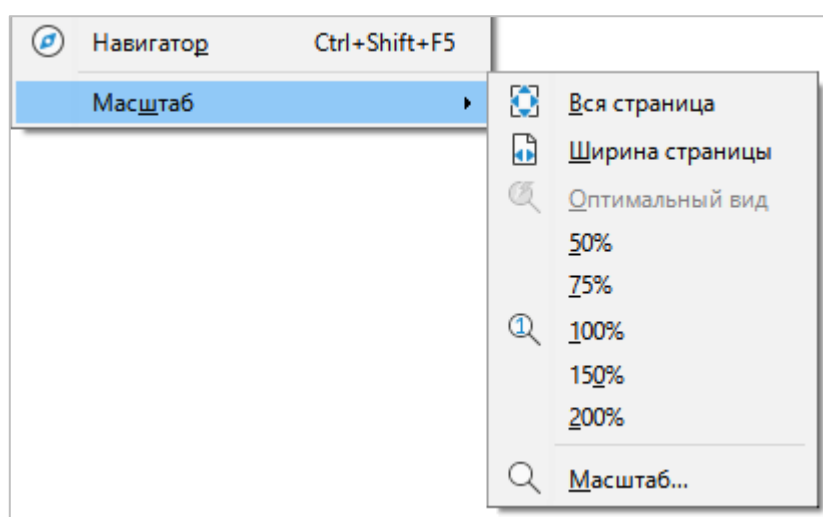 Навигатор Ctrl+Shift+F5
Масштаб
Вся страница
Ширина страницы
Оптимальный вид
50%
75%
100%
150%
200%
Масштаб...